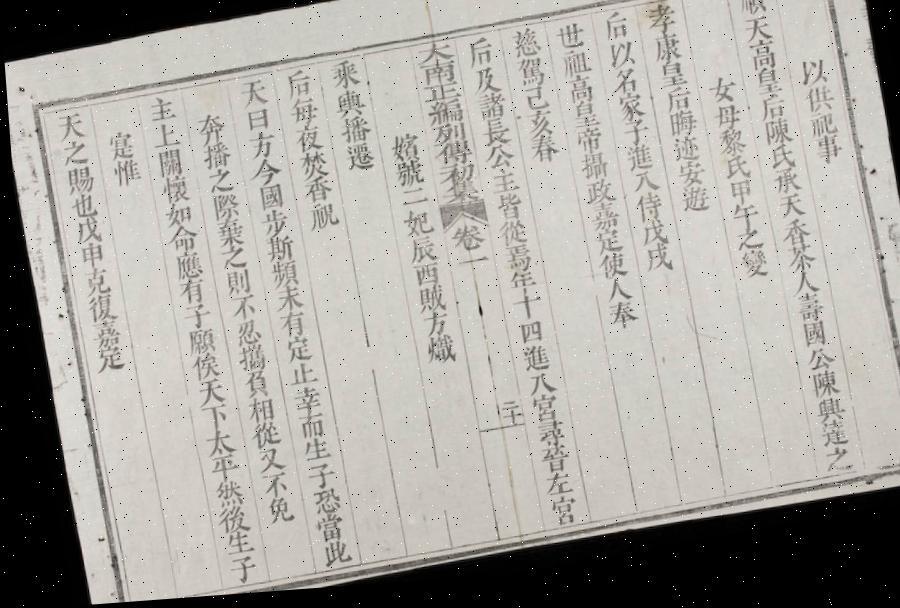 以供祀事
順天高皇后陳氏承天香茶人壽國公陳興達之
女母黎氏甲午之變
孝康皇后晦迹安遊
后以名家子進入侍戊戌
世祖高皇帝攝政嘉定使人奉
慈駕己亥春
后及諸長公主皆從焉年十四進入宮尋晉左宮
大南正編列傳初集 卷一 二十
嬪號二妃辰西賊方熾
乘輿播遷
后每夜焚香祝
天曰方今國步斯頻未有定止幸而生子恐當此
奔播之際棄之則不忍攜負相從又不免
主上關懷如命應有子願俟天下太平然後生子
寔惟
天之賜也戊申克復嘉定